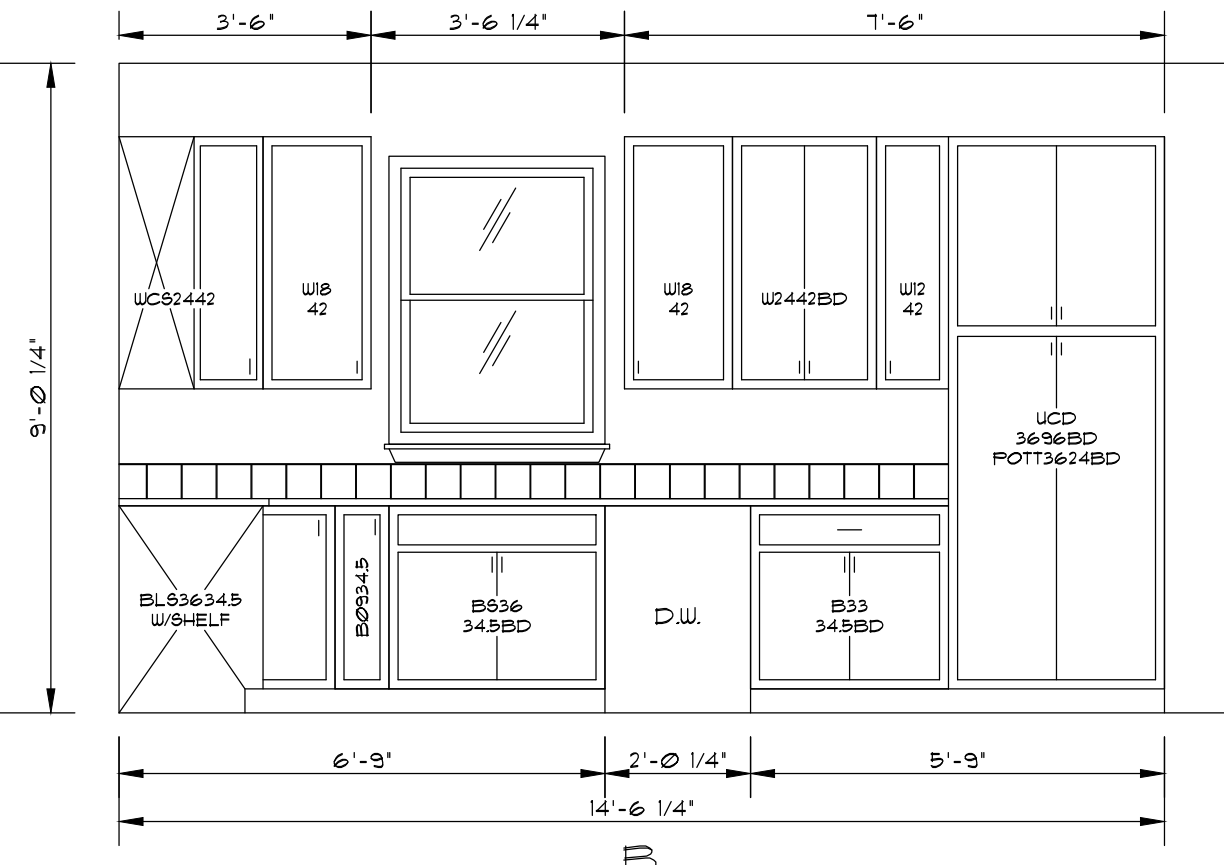 3'-6"
3'-6 1/4"
7'-6"
9'-0 1/4"
WCS2442
W18
42
W18
42
W2442BD
W12
42
UCD
3696BD
POTT3624BD
BLS3634.5
W/SHELF
B0934.5
BS36
34.5BD
D.W.
B33
34.5BD
6'-9"
2'-0 1/4"
5'-9"
14'-6 1/4"
B